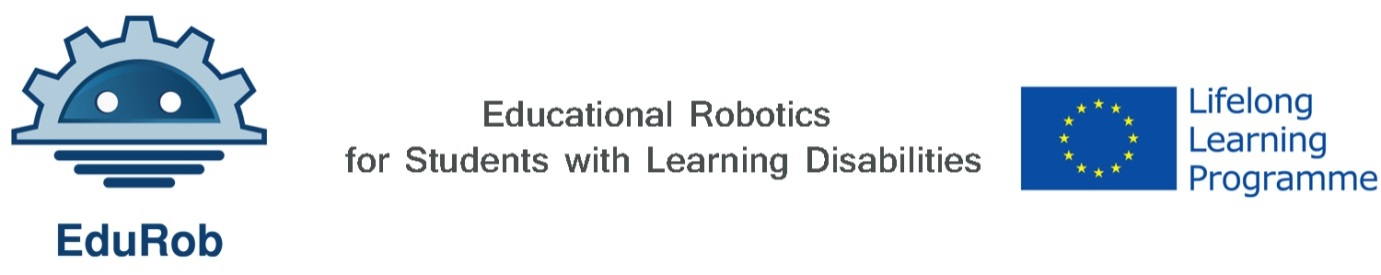 EduRob
Educational Robotics
for Students with Learning Disabilities
Lifelong
Learning
Programme